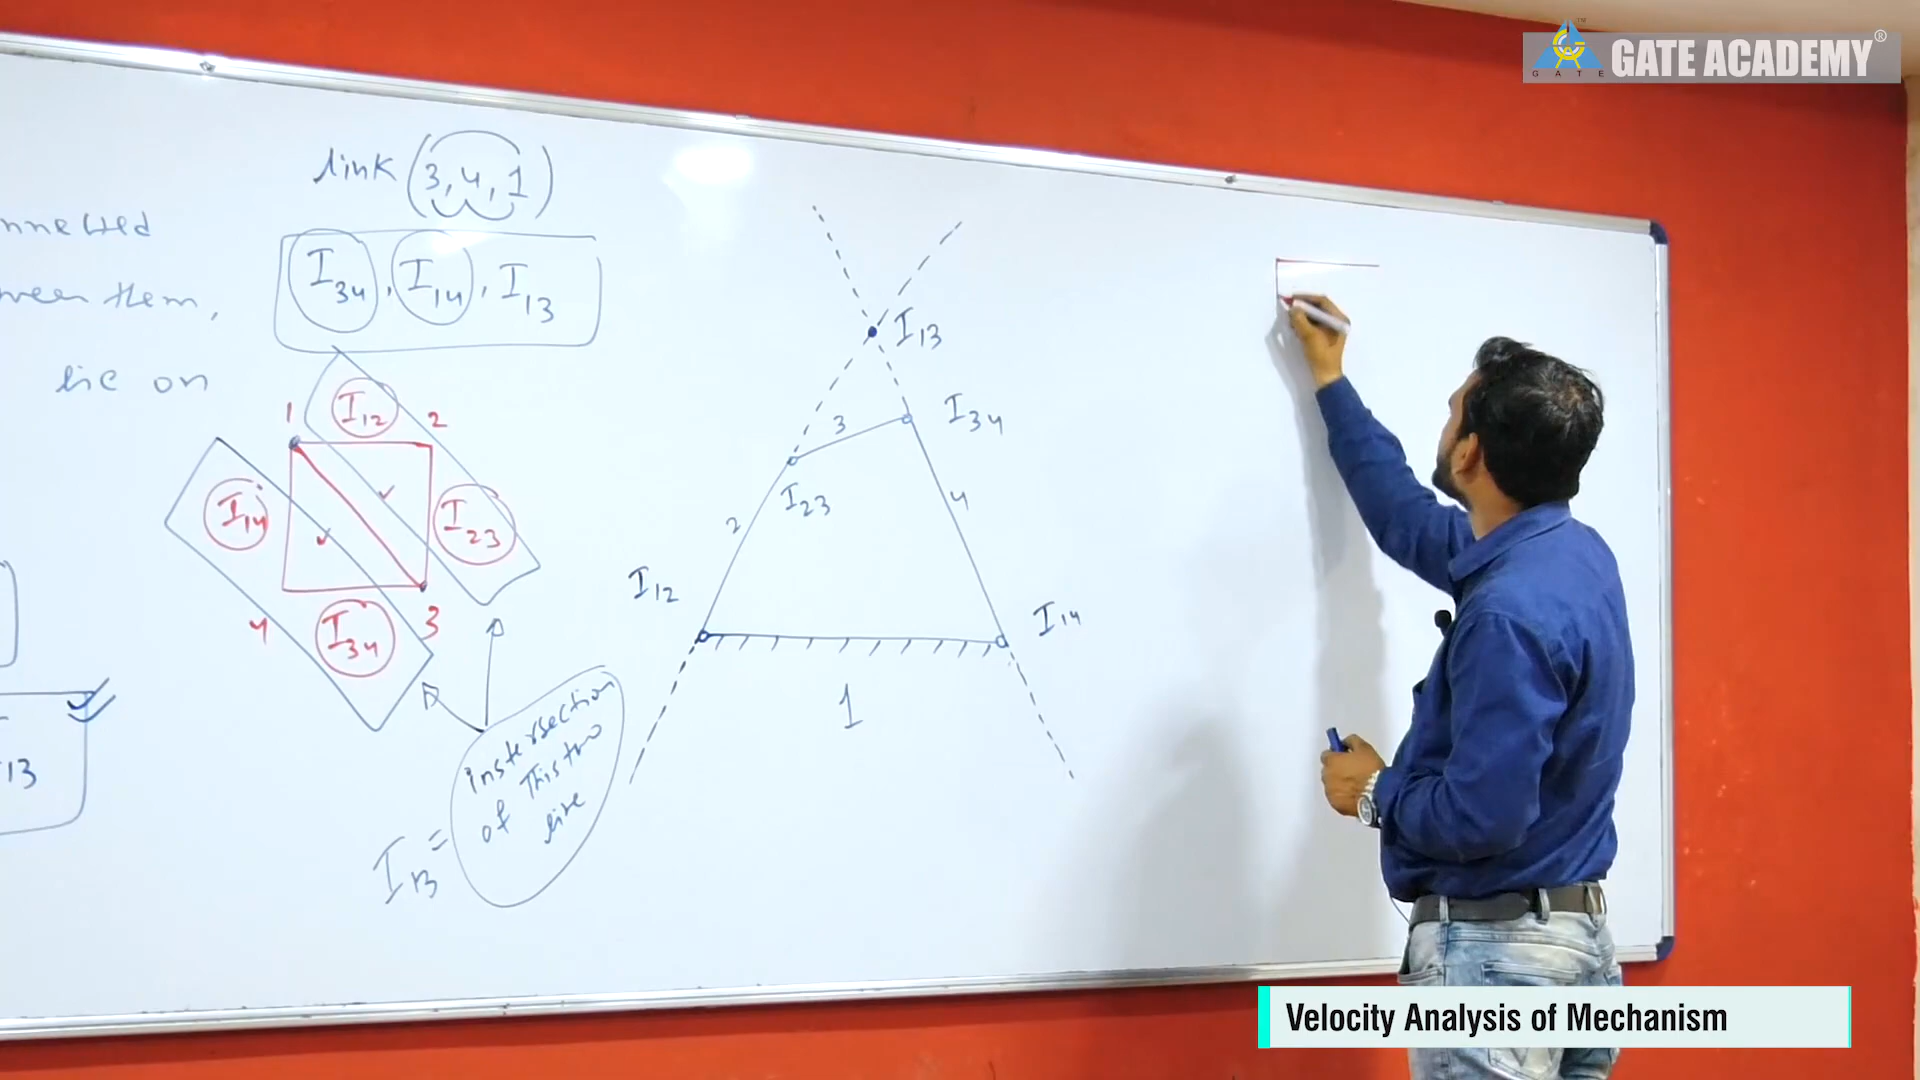 GATE
TM
GATE ACADEMY®
link (3, 4, 1)
I34, I14, I13
them,
lie on
1
I12
2
I14
I23
4
I34
3
13
I13 =
instersection
of This two
line
I13
3
I34
I23
2
4
I12
I14
1
Velocity Analysis of Mechanism